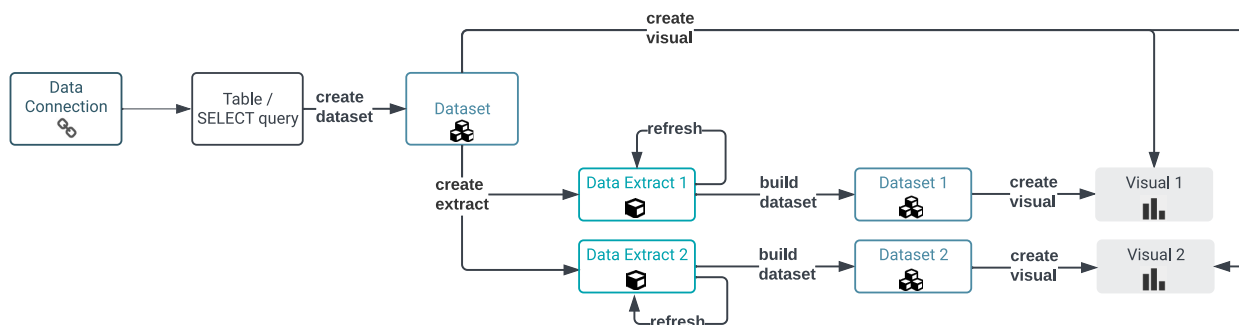 create
visual
Data
Connection
Table /
SELECT query
create
dataset
Dataset
refresh
create
extract
Data Extract 1
build
dataset
Dataset 1
create
visual
Visual 1
Data Extract 2
build
dataset
Dataset 2
create
visual
Visual 2
refresh